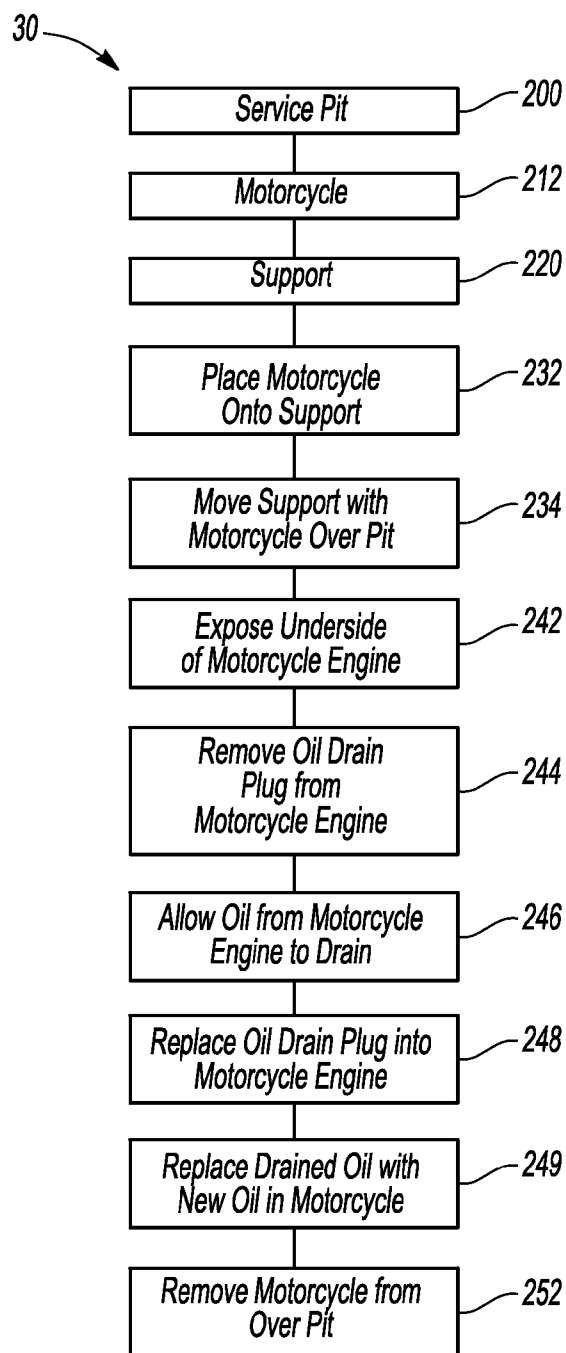 30
Service Pit
200
Motorcycle
212
Support
220
Place Motorcycle
Onto Support
232
Move Support with
Motorcycle Over Pit
234
Expose Underside
of Motorcycle Engine
242
Remove Oil Drain
Plug from
Motorcycle Engine
244
Allow Oil from Motorcycle
Engine to Drain
246
Replace Oil Drain Plug into
Motorcycle Engine
248
Replace Drained Oil with
New Oil in Motorcycle
249
Remove Motorcycle from
Over Pit
252